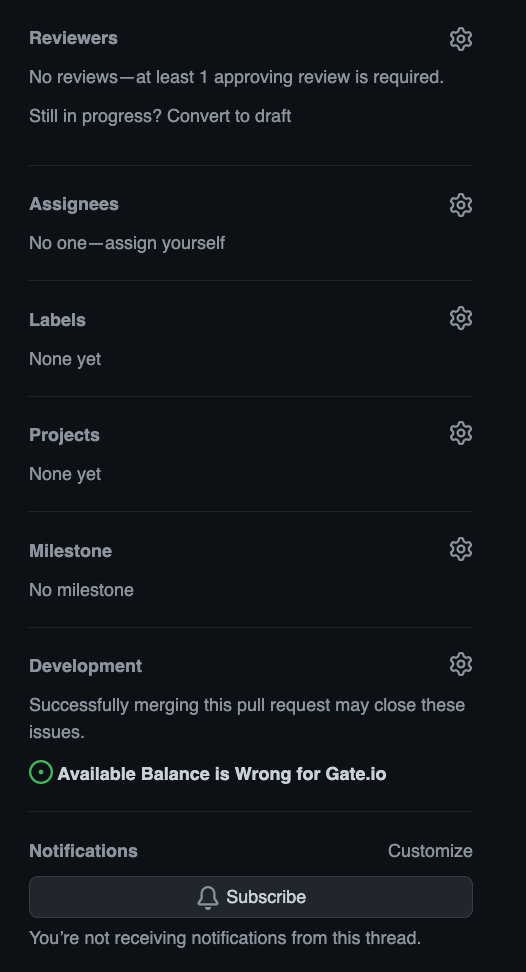 Reviewers
No reviews—at least 1 approving review is required.
Still in progress? Convert to draft
Assignees
No one—assign yourself
Labels
None yet
Projects
None yet
Milestone
No milestone
Development
Successfully merging this pull request may close these
issues.
Available Balance is Wrong for Gate.io
Notifications Customize
Subscribe
You’re not receiving notifications from this thread.